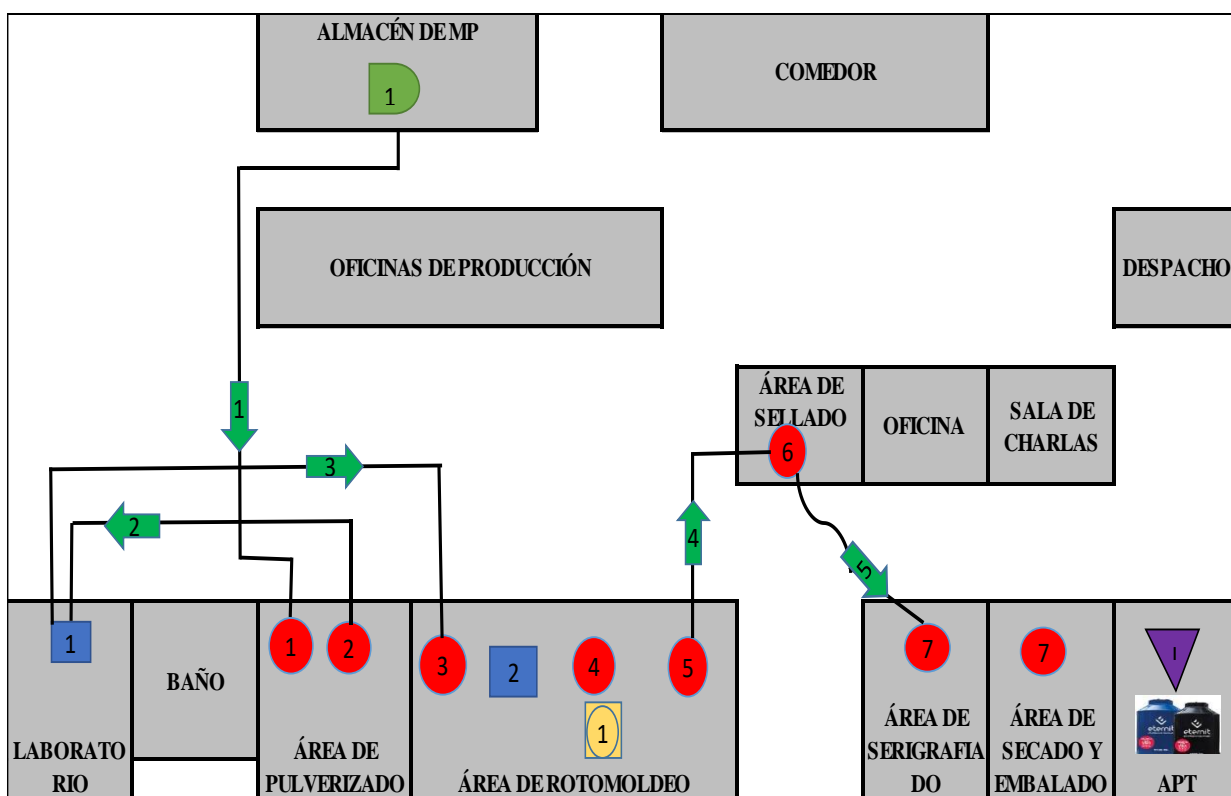 ALMACÉN DE MP
1
COMEDOR
OFICINAS DE PRODUCCIÓN
DESPACHO
1
ÁREA DE
SELLADO
6
OFICINA
SALA DE
CHARLAS
3
2
4
5
1
LABORATO
RIO
BAÑO
1
2
ÁREA DE
PULVERIZADO
3
2
4
5
1
ÁREA DE ROTOMOLDEO
7
ÁREA DE
SERIGRAFIA
DO
7
ÁREA DE
SECADO Y
EMBALADO
I
eternit
eternit
APT